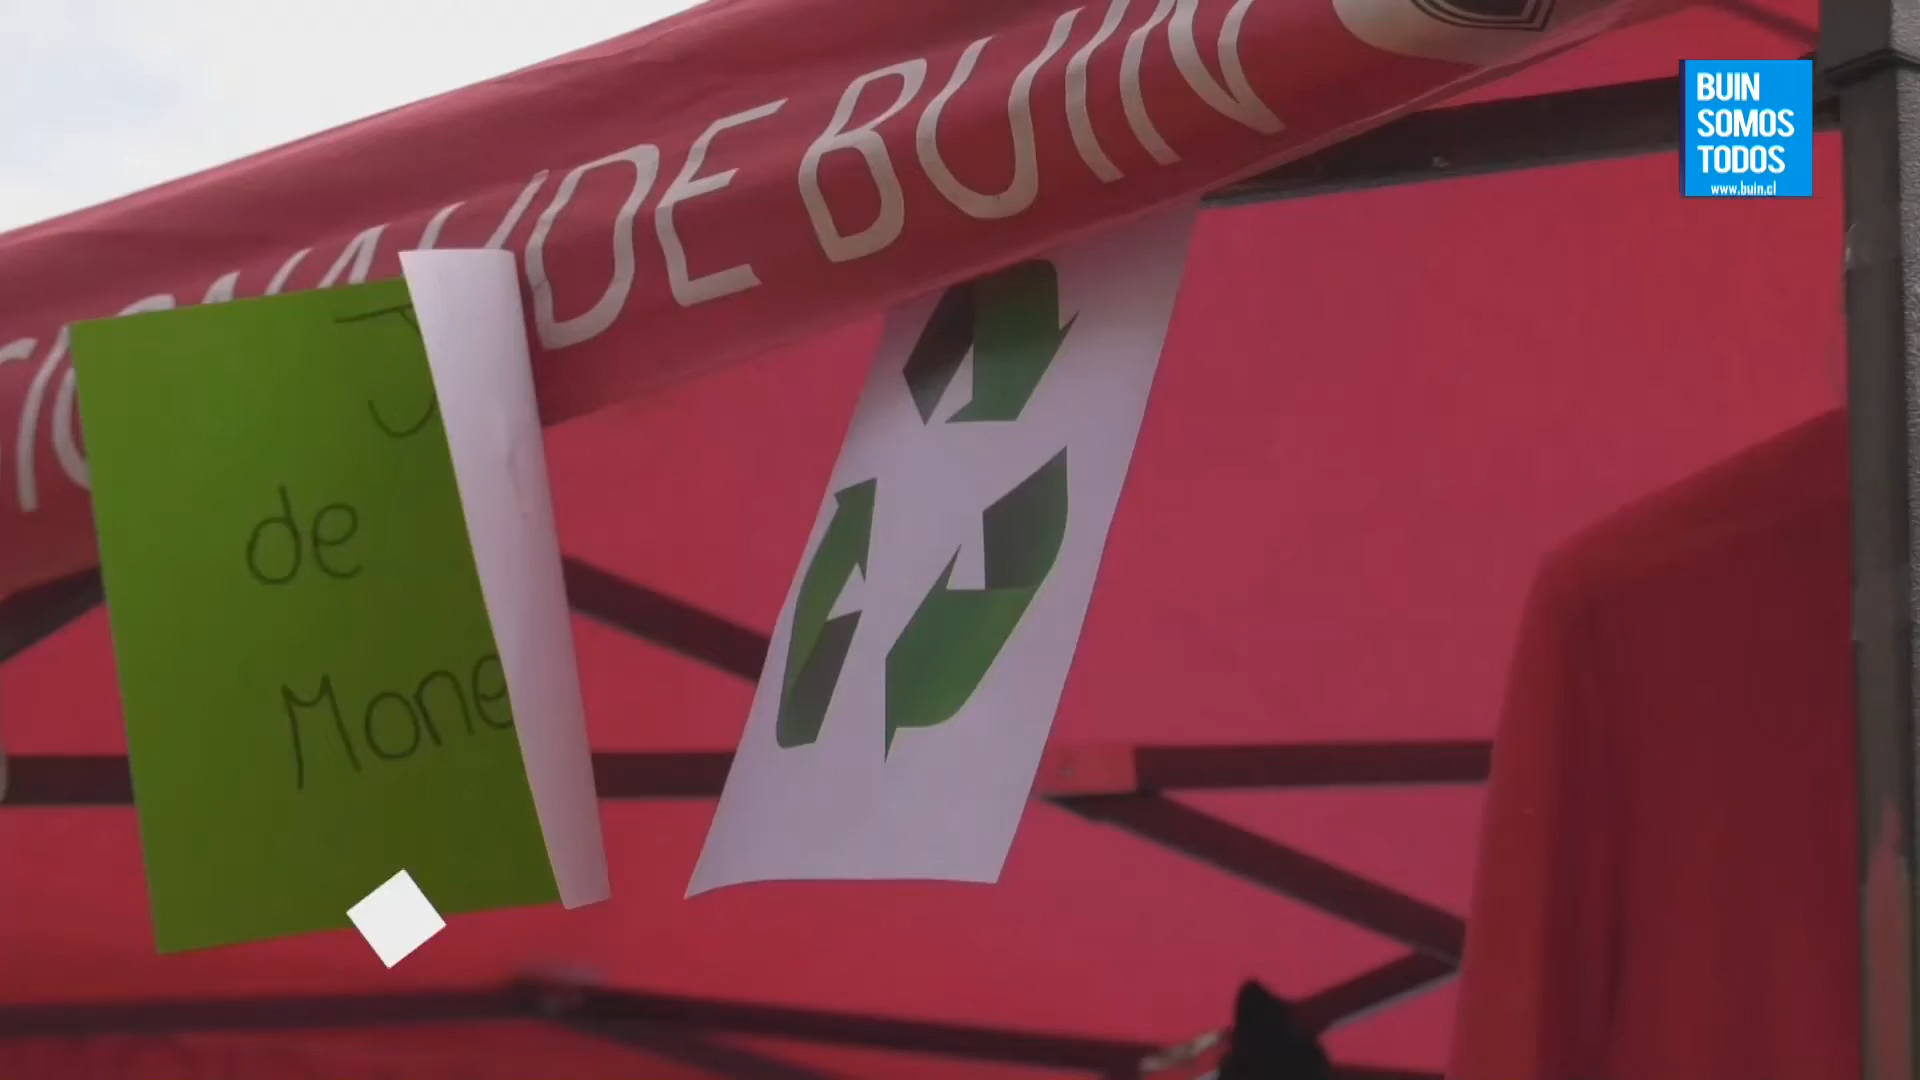 DE BUIN
J
de
Mone
BUIN
SOMOS
TODOS
www.buin.cl